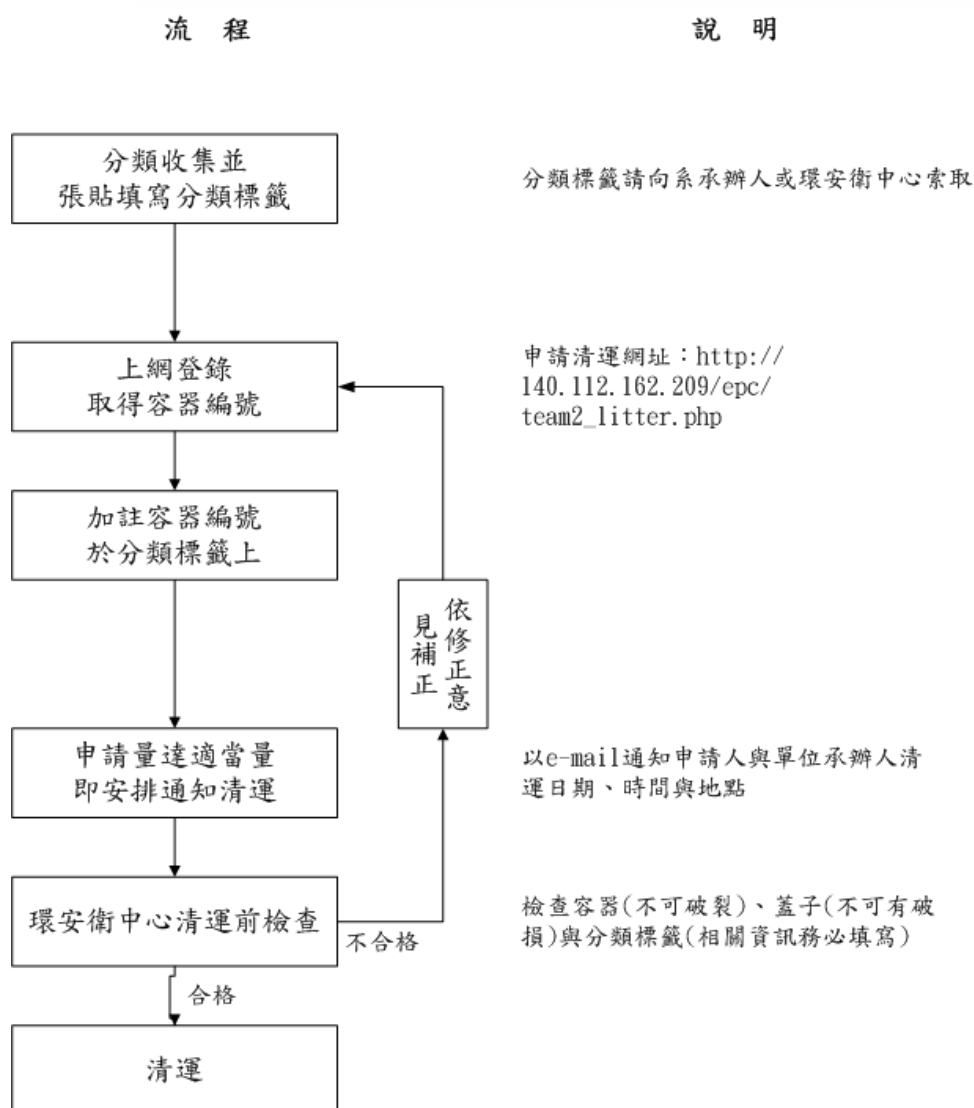 流 程
說 明
分類收集並
張貼填寫分類標籤
分類標籤請向系承辦人或環安衛中心索取
上網登錄
取得容器編號
申請清運網址：http://
140.112.162.209/epc/
team2_litter.php
加註容器編號
於分類標籤上
依修正意
見補正
申請量達適當量
即安排通知清運
以e-mail通知申請人與單位承辦人清
運日期、時間與地點
環安衛中心清運前檢查
不合格
檢查容器(不可破裂)、蓋子(不可有破
損)與分類標籤(相關資訊務必填寫)
合格
清運